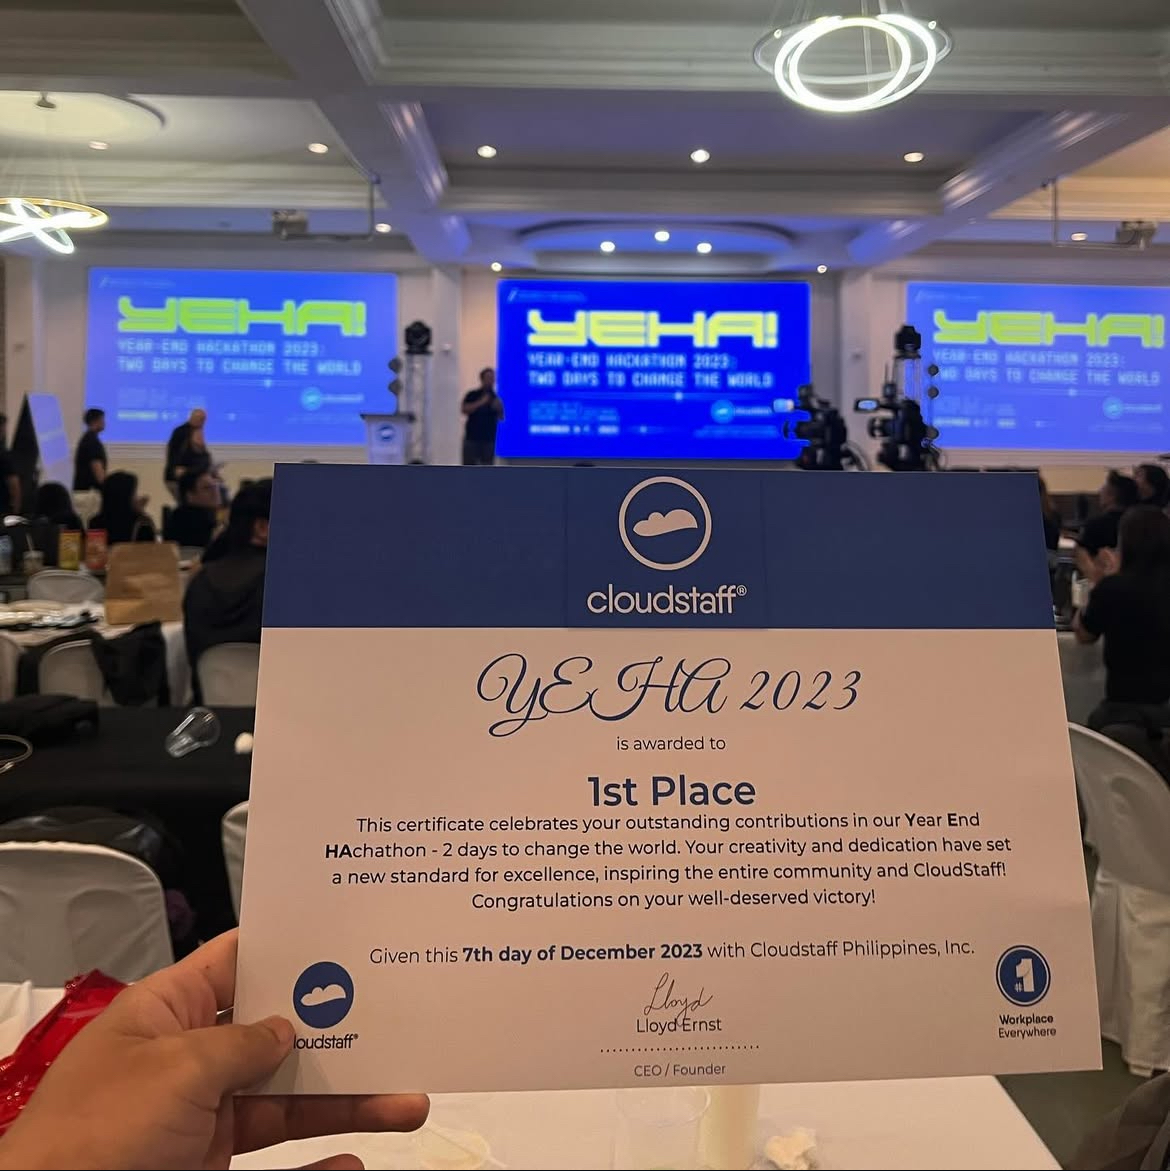 YEHA!
YEAR-END HACKATHON 2023:
TWO DAYS TO CHANGE THE WORLD
YEHA!
YEAR-END HACKATHON 2023:
TWO DAYS TO CHANGE THE WORLD
cloudstaff
DECEMBER 6-7, 2023
YEHA!
YEAR-END HACKATHON 2023:
TWO DAYS TO CHANGE THE WORLD
cloudstaff®
YEHA 2023
is awarded to
1st Place
This certificate celebrates your outstanding contributions in our Year End
HAchathon - 2 days to change the world. Your creativity and dedication have set
a new standard for excellence, inspiring the entire community and CloudStaff!
Congratulations on your well-deserved victory!
Given this 7th day of December 2023 with Cloudstaff Philippines, Inc.
Lloyd
Lloyd Ernst
CEO / Founder
loudstaff®
#1
Workplace
Everywhere